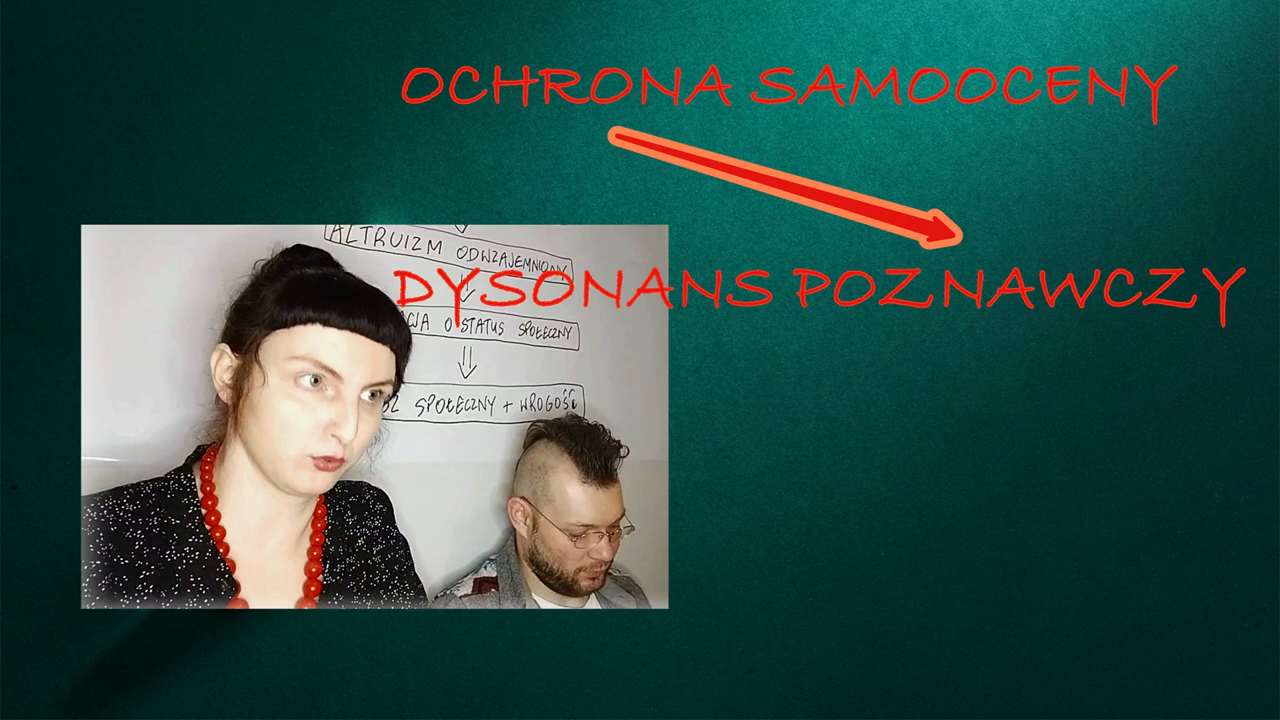 OCHRONA SAMOOCENY
ALTRUIZM ODWZAJEMNIONY
DYSONANS POZNAWCZY
O STATUS SPOŁECZNY
SPOŁECZNY + WROGOŚĆ